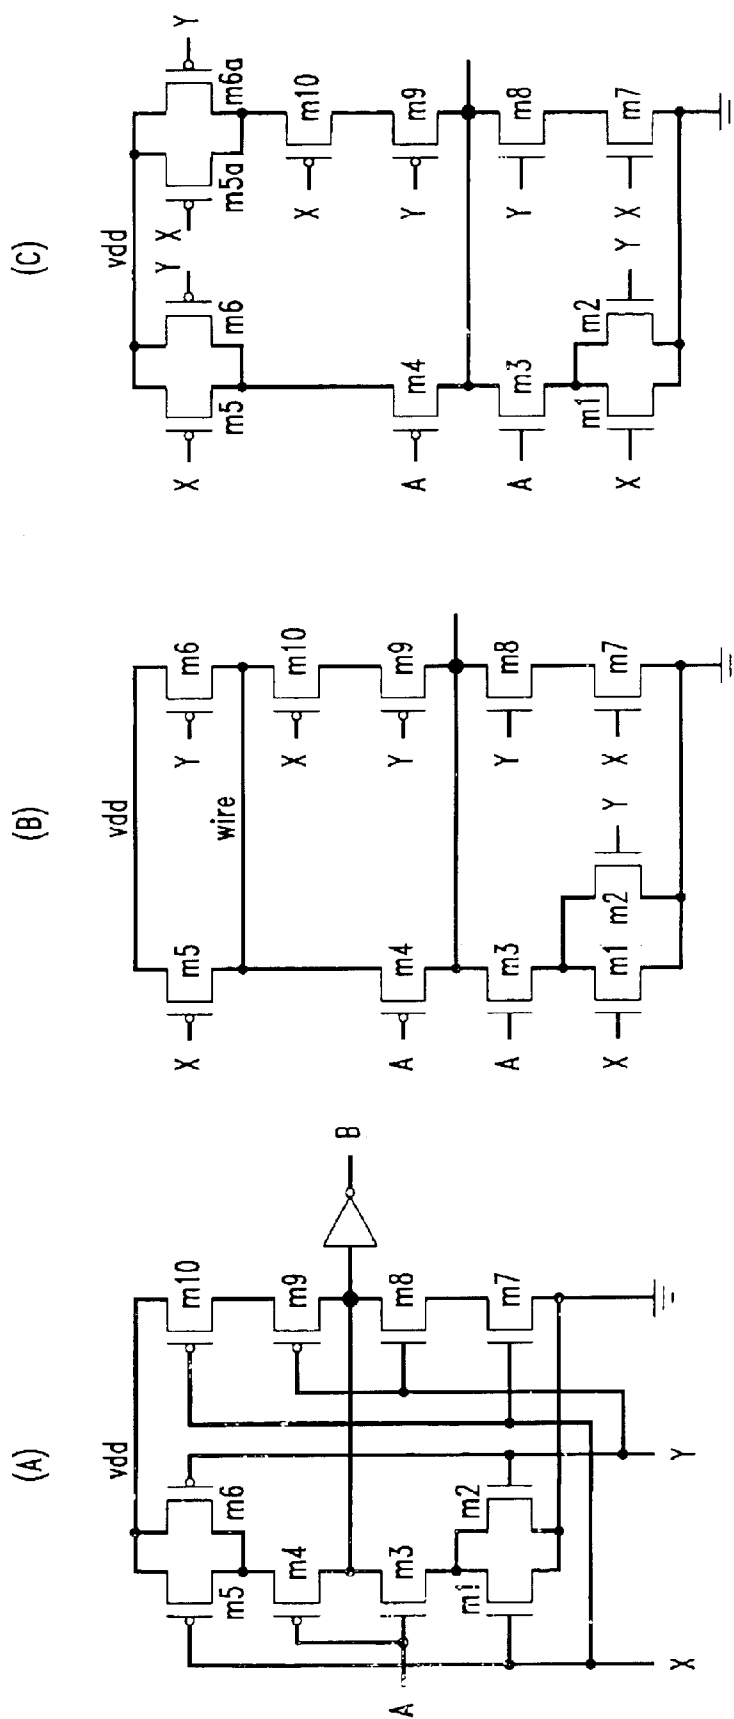 (A)
vdd
m5 m6 m10
m4 m9
B
A m3 m8
m1 m2 m7
X Y
(B)
vdd
X m5 Y m6
wire
X m10
A m4 Y m9
A m3 Y m8
X m1 m2 Y X m7
(C)
vdd
X m5 m6 Y X m5a m6a Y
X m10
A m4 Y m9
A m3 Y m8
X m1 m2 Y X m7